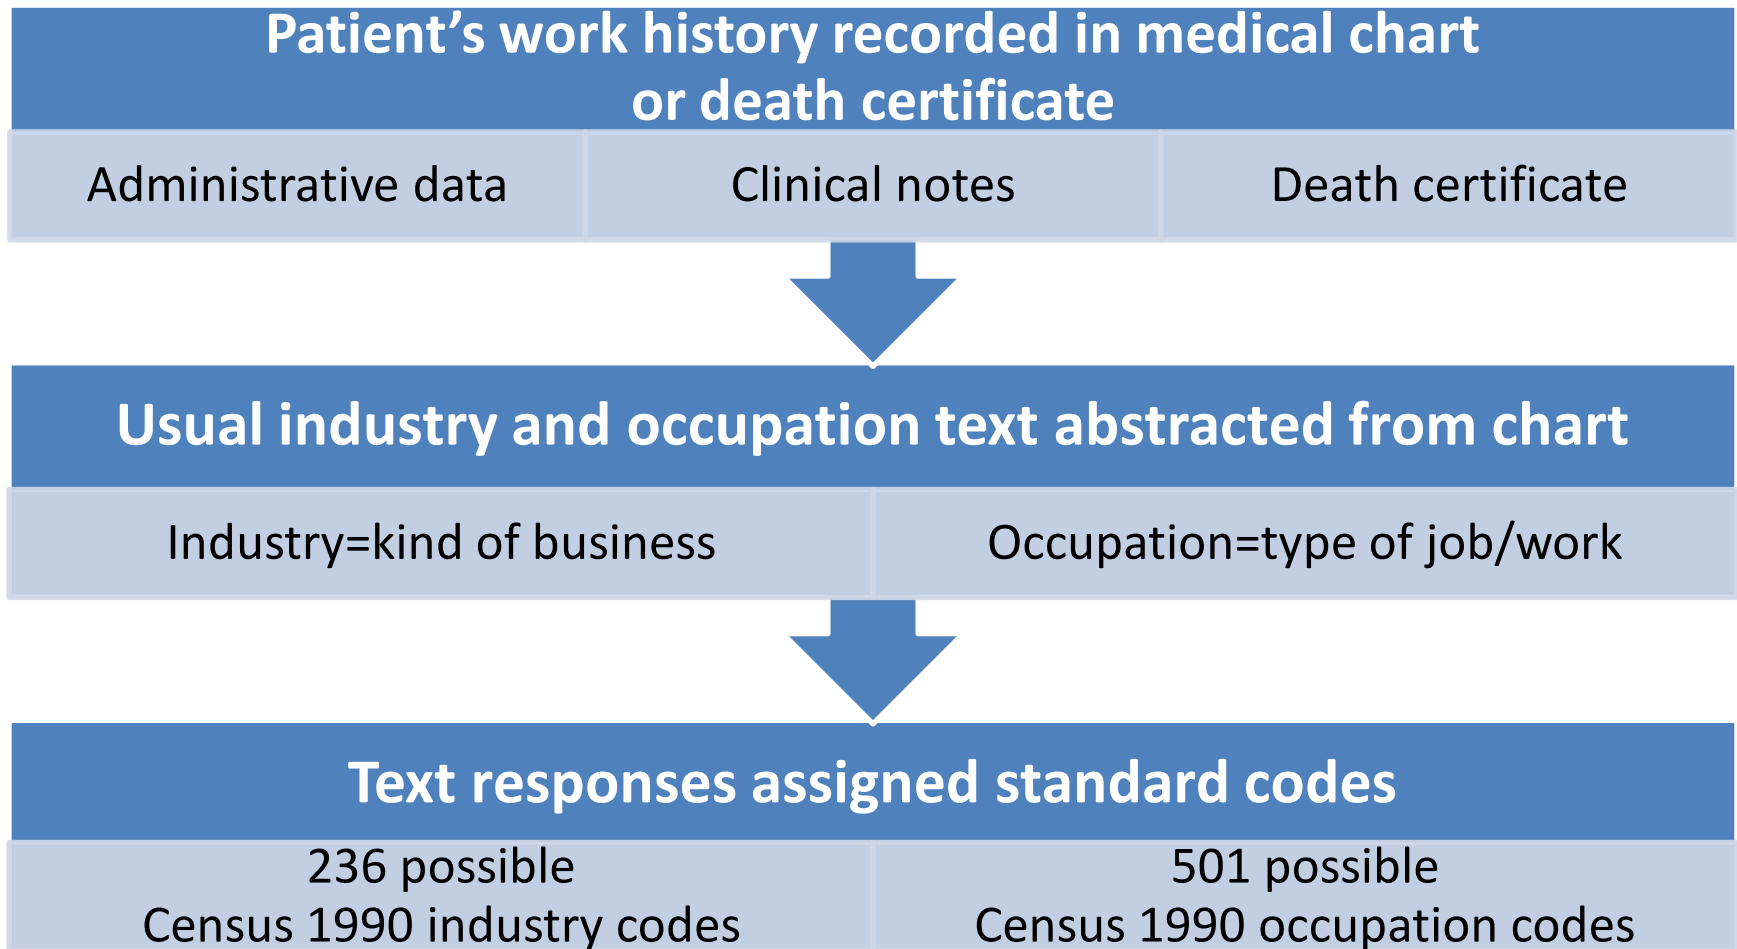 Patient’s work history recorded in medical chart
or death certificate
Administrative data
Clinical notes
Death certificate
Usual industry and occupation text abstracted from chart
Industry=kind of business
Occupation=type of job/work
Text responses assigned standard codes
236 possible
Census 1990 industry codes
501 possible
Census 1990 occupation codes